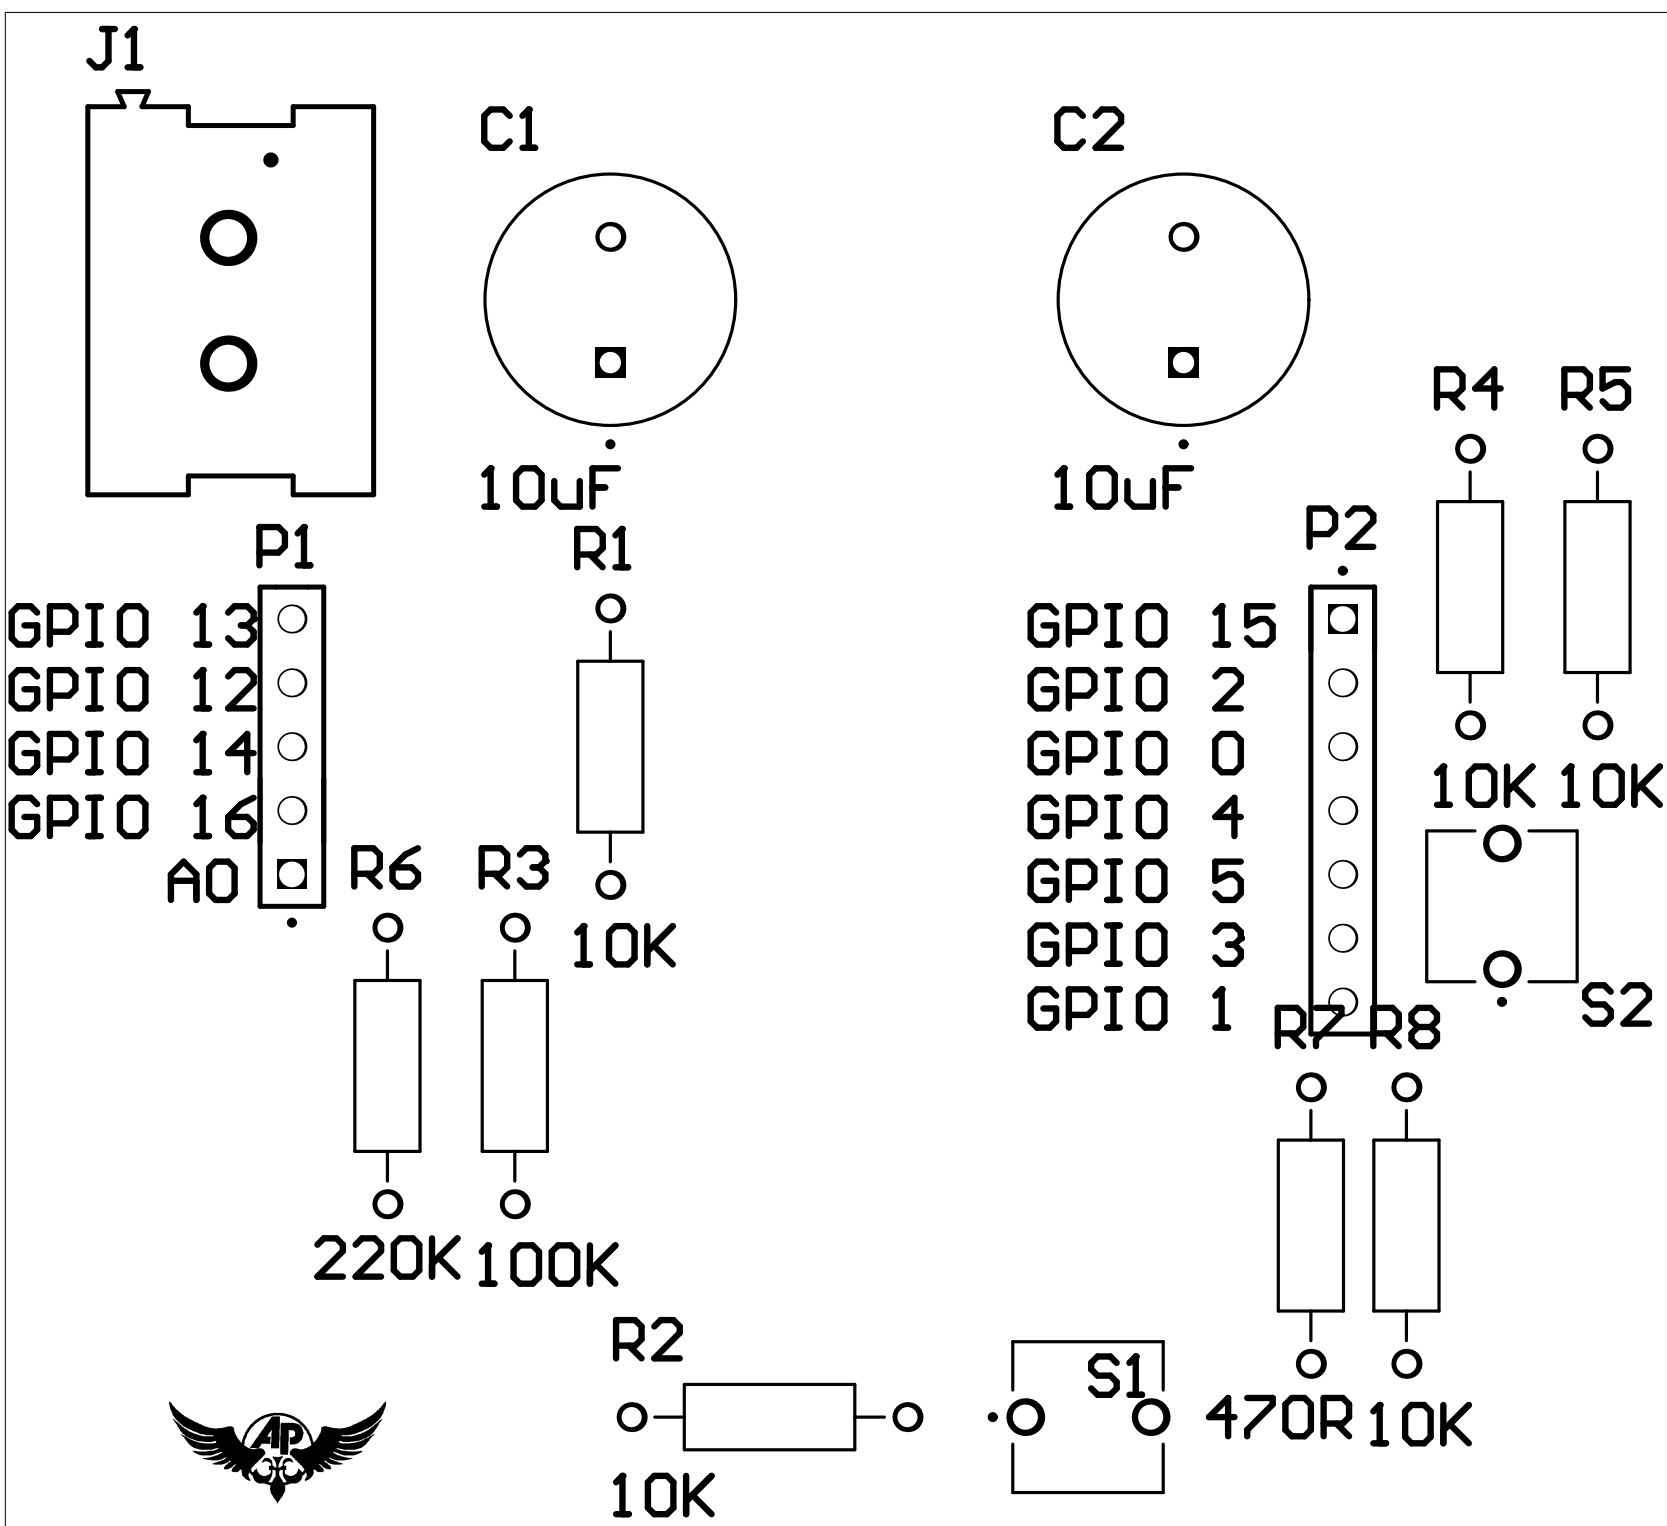 J1
C1
C2
R4 R5
10uF
10uF
P1
R1
P2
GPIO 13
GPIO 15
GPIO 12
GPIO 2
GPIO 14
GPIO 0
10K 10K
GPIO 16
GPIO 4
A0
R6
R3
GPIO 5
10K
GPIO 3
GPIO 1
S2
R7 R8
220K
100K
R2
S1
470R
10K
AP
10K